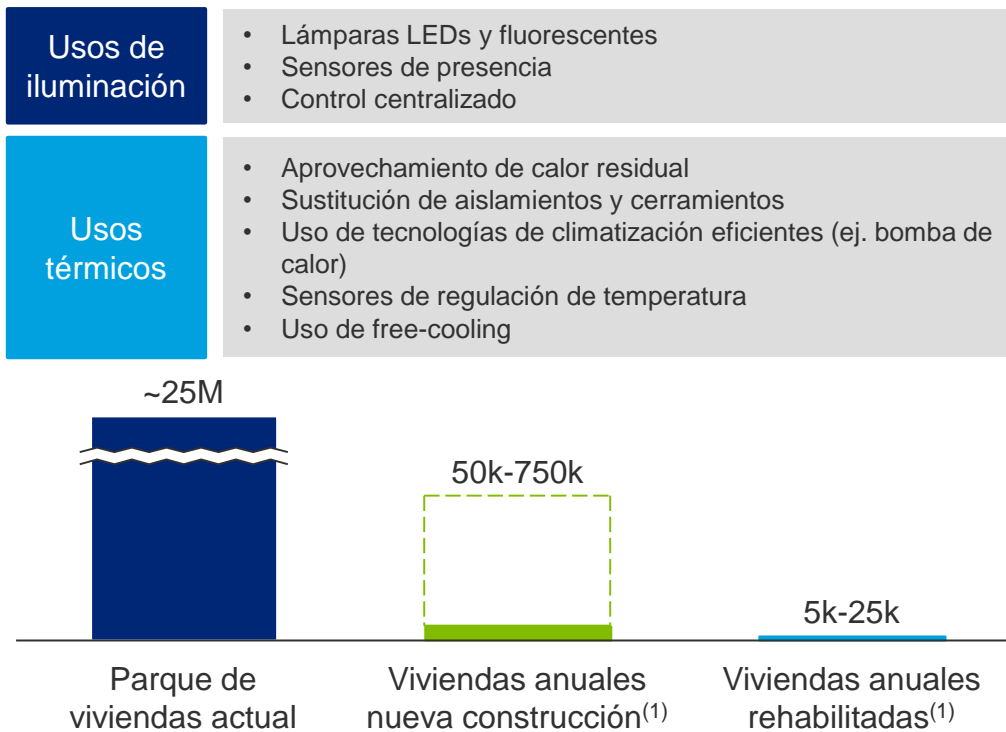 Usos de
iluminación
• Lámparas LEDs y fluorescentes
• Sensores de presencia
• Control centralizado
Usos
térmicos
• Aprovechamiento de calor residual
• Sustitución de aislamientos y cerramientos
• Uso de tecnologías de climatización eficientes (ej. bomba de
calor)
• Sensores de regulación de temperatura
• Uso de free-cooling
~25M
50k-750k
5k-25k
Parque de
viviendas actual
Viviendas anuales
nueva construcción(1)
Viviendas anuales
rehabilitadas(1)